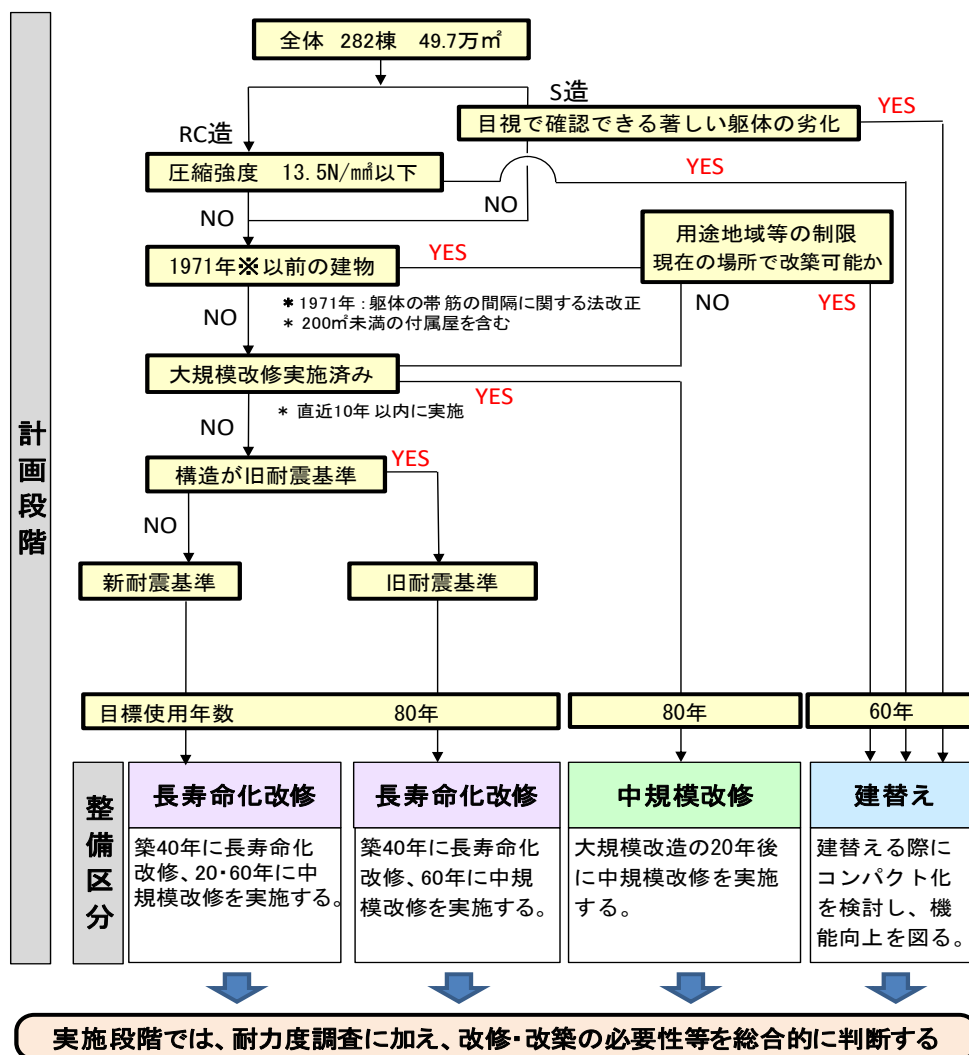 全体 282棟 49.7万㎡
S造
YES
目視で確認できる著しい躯体の劣化
RC造
圧縮強度 13.5N/m㎡以下
YES
NO
NO
用途地域等の制限
現在の場所で改築可能か
1971年※以前の建物
YES
* 1971年：躯体の帯筋の間隔に関する法改正
* 200㎡未満の付属屋を含む
NO
NO
YES
大規模改修実施済み
YES
* 直近10年以内に実施
NO
構造が旧耐震基準
YES
NO
新耐震基準
旧耐震基準
計画段階
目標使用年数 80年
80年
60年
整備区分
長寿命化改修
築40年に長寿命化
改修、20・60年に中
規模改修を実施する。
長寿命化改修
築40年に長寿命化
改修、60年に中規
模改修を実施する。
中規模改修
大規模改造の20年後
に中規模改修を実施
する。
建替え
建替える際に
コンパクト化
を検討し、機
能向上を図る。
実施段階では、耐力度調査に加え、改修・改築の必要性等を総合的に判断する